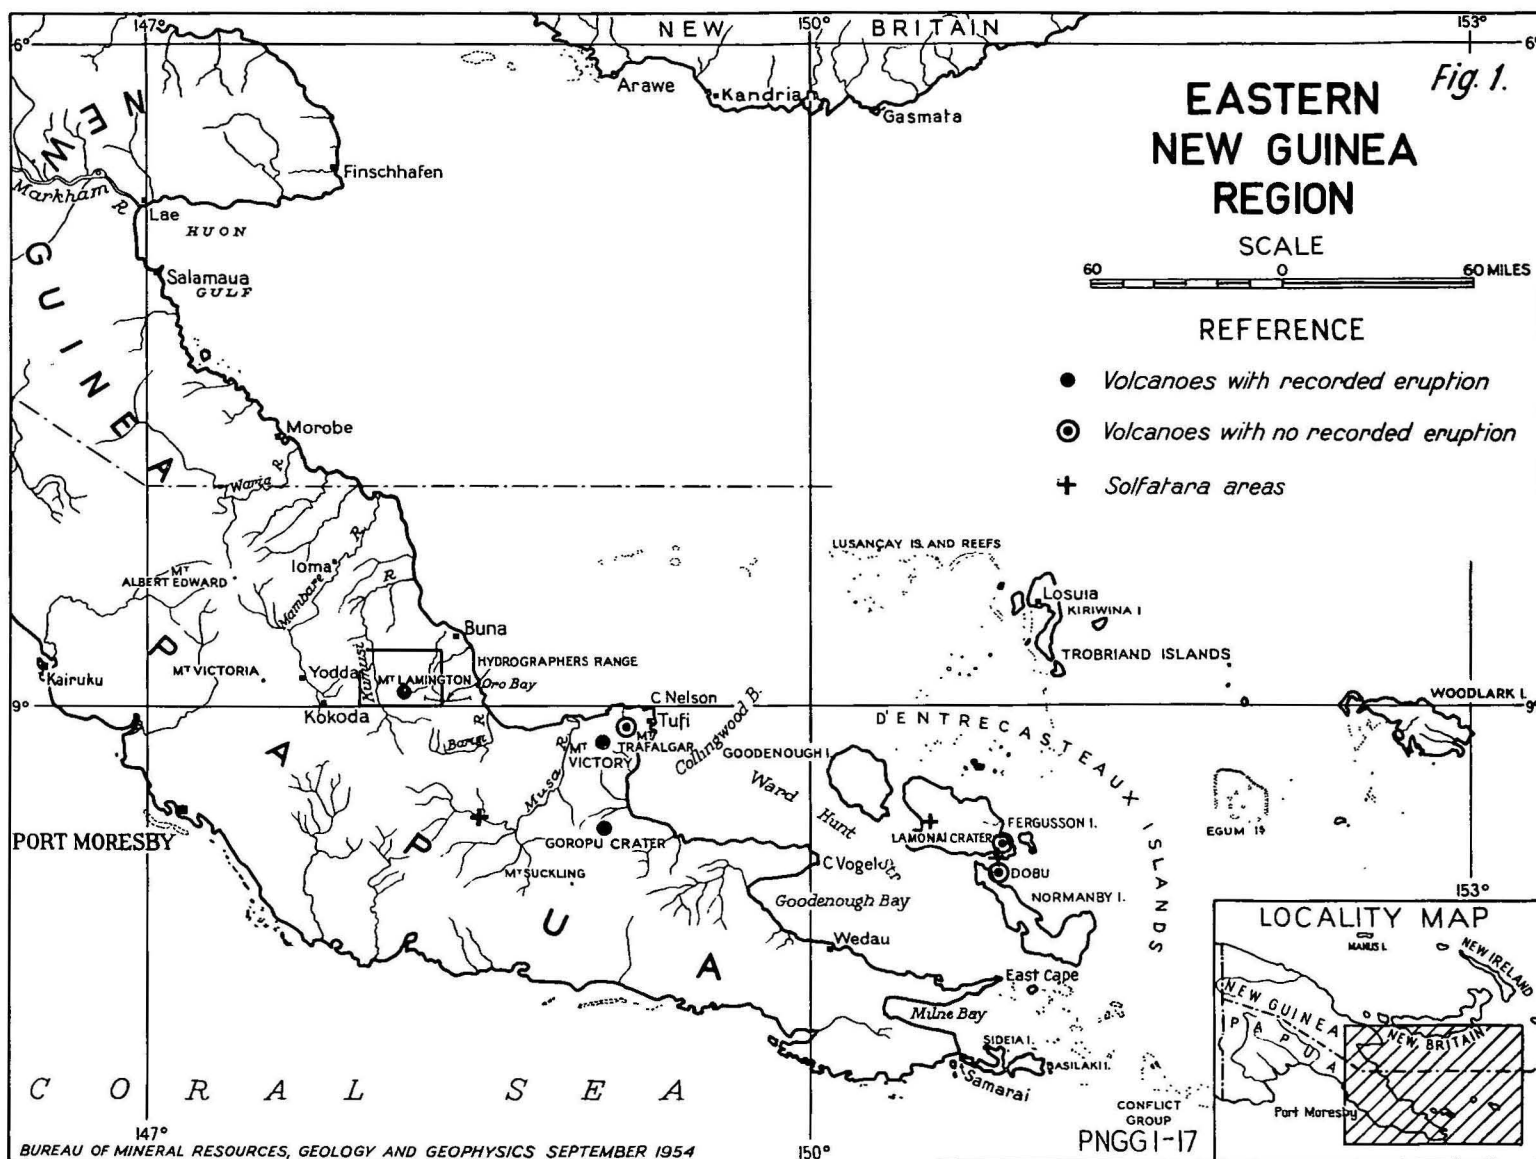 147°
150°
153°
6°
6°
NEW BRITAIN
Fig. 1.
EASTERN
NEW GUINEA
REGION
SCALE
60 0 60 MILES
REFERENCE
Volcanoes with recorded eruption
Volcanoes with no recorded eruption
Solfatara areas
Arawe
Kandrian
Gasmata
NEW GUINEA
Markham R
Finschhafen
Lae
HUON
GULF
Salamaua
Morobe
Waria R
MT
ALBERT EDWARD
Ioma
Mambare R
R
Kumusi
Buna
HYDROGRAPHERS RANGE
MT LAMINGTON
Oro Bay
MT VICTORIA
Yodda
Kokoda
Kairuku
9°
9°
C Nelson
Tufi
MT
TRAFALGAR
MT
VICTORY
Collingwood B.
R
Musa R
GOROPU CRATER
MT SUCKLING
PORT MORESBY
PAPUA
LUSANÇAY IS. AND REEFS
Losuia
KIRIWINA I
TROBRIAND ISLANDS
WOODLARK I.
D'ENTRECASTEAUX ISLANDS
GOODENOUGH I.
Ward
Hunt
Str
FERGUSSON I.
LAMONAI CRATER
DOBU
NORMANBY I.
EGUM IS
C Vogel
Goodenough Bay
Wedau
East Cape
Milne Bay
SIDEIA I.
BASILAKI I.
Samarai
CONFLICT
GROUP
PNGG1-17
153°
LOCALITY MAP
MANUS I.
NEW IRELAND
NEW GUINEA
PAPUA
NEW BRITAIN
Port Moresby
CORAL SEA
147°
150°
BUREAU OF MINERAL RESOURCES, GEOLOGY AND GEOPHYSICS SEPTEMBER 1954